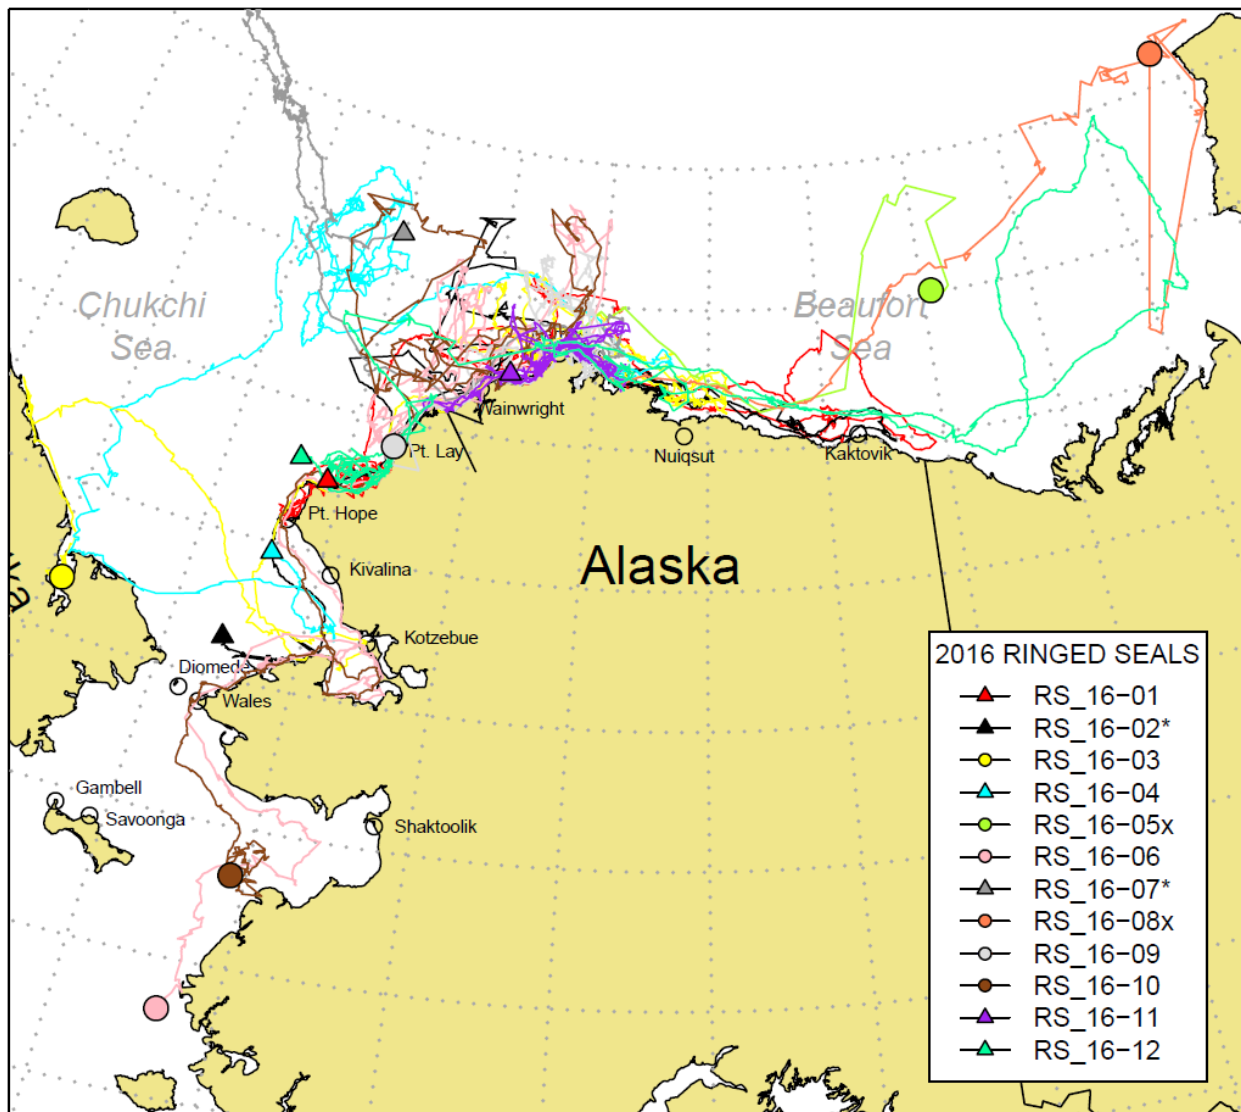 Chukchi
Sea
Beaufort
Sea
Wainwright
Pt. Lay
Nuiqsut
Kaktovik
Pt. Hope
Alaska
Kivalina
Kotzebue
Diomede
Wales
Gambell
Savoonga
Shaktoolik
2016 RINGED SEALS
RS_16-01
RS_16-02*
RS_16-03
RS_16-04
RS_16-05x
RS_16-06
RS_16-07*
RS_16-08x
RS_16-09
RS_16-10
RS_16-11
RS_16-12